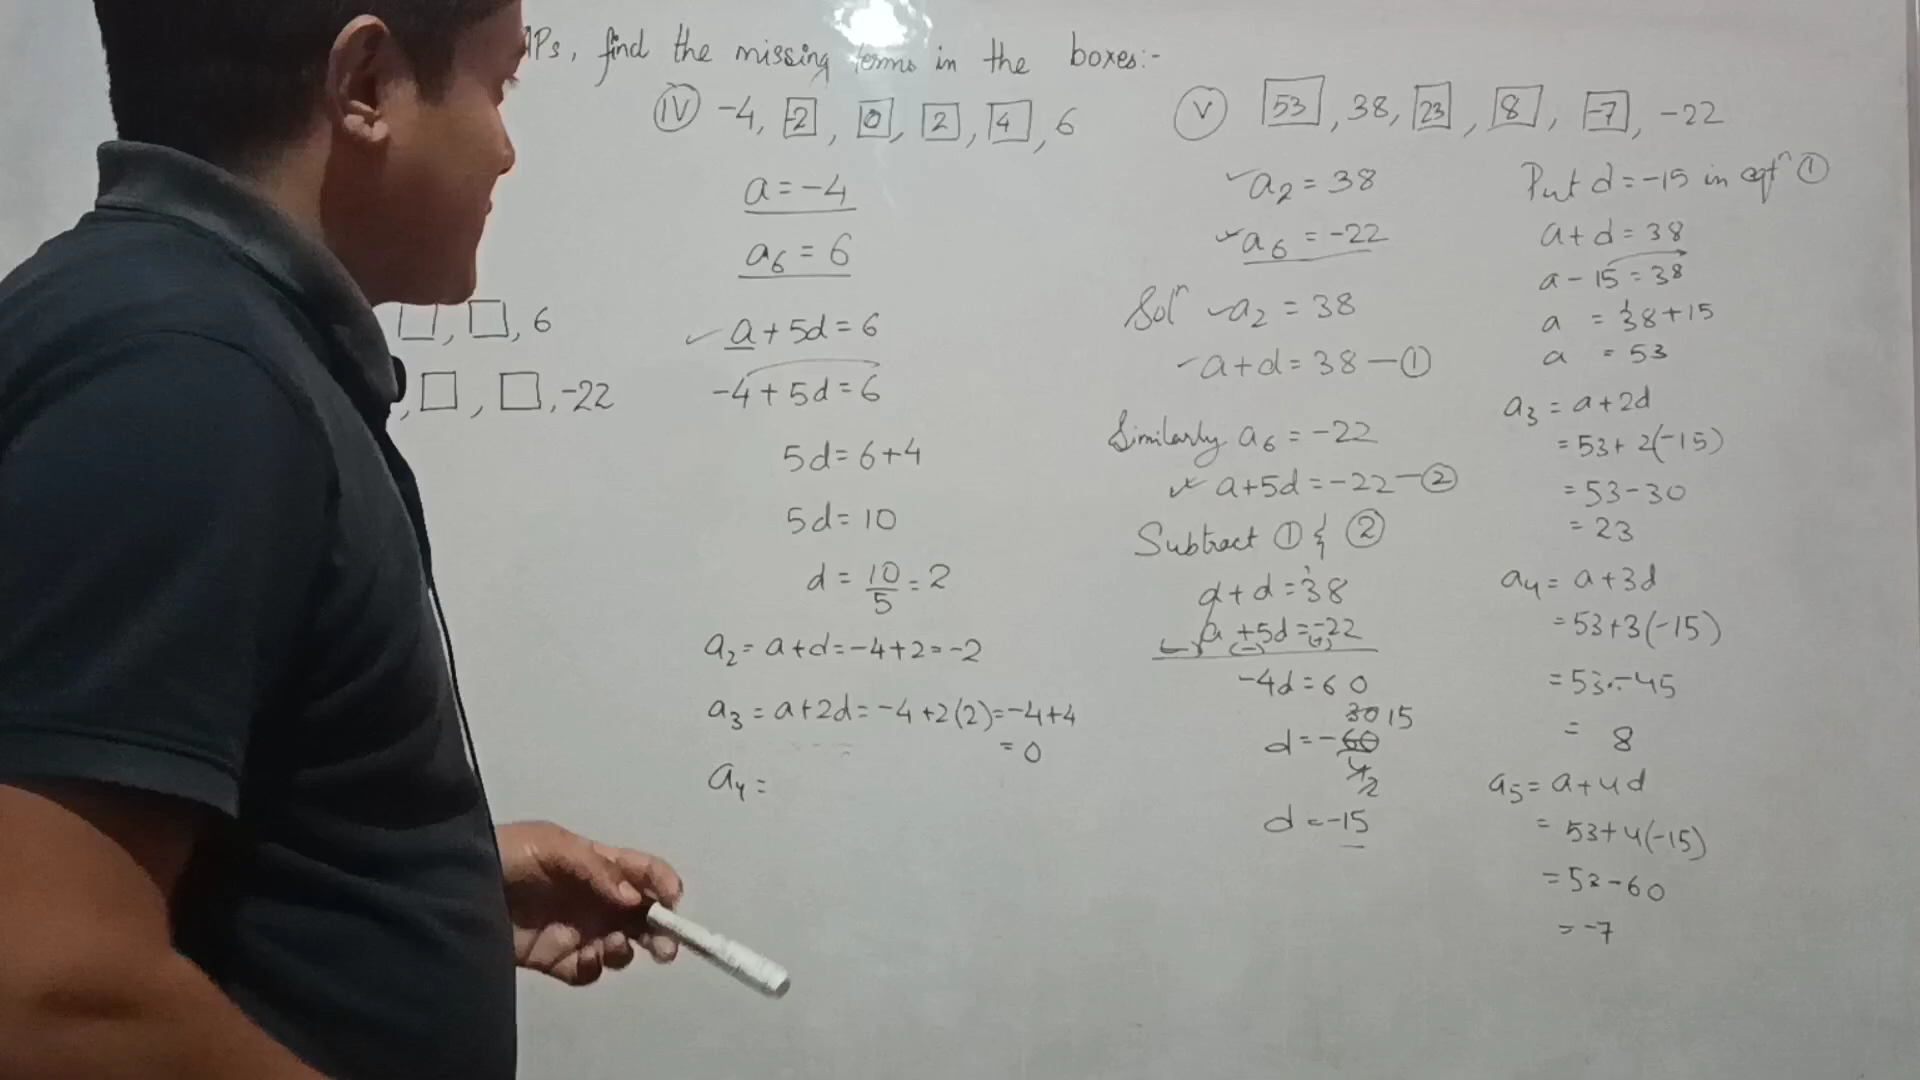 APs, find the missing terms in the boxes:-
□, □, 6
, □, □, -22
(IV) -4, -2, 0, 2, 4, 6
a = -4
a₆ = 6
a + 5d = 6
-4 + 5d = 6
5d = 6+4
5d = 10
d = 10/5 = 2
a₂ = a + d = -4 + 2 = -2
a₃ = a + 2d = -4 + 2(2) = -4 + 4
= 0
a₄ =
(V) 53, 38, 23, 8, -7, -22
a₂ = 38
a₆ = -22
Solⁿ a₂ = 38
a + d = 38 — ①
Similarly a₆ = -22
a + 5d = -22 — ②
Subtract ① & ②
a + d = 38
a + 5d = -22
(-) (-) (+)
-4d = 60
30 15
d = -60
4 2
d = -15
Put d = -15 in eqtⁿ ①
a + d = 38
a - 15 = 38
a = 38 + 15
a = 53
a₃ = a + 2d
= 53 + 2(-15)
= 53 - 30
= 23
a₄ = a + 3d
= 53 + 3(-15)
= 53 - 45
= 8
a₅ = a + 4d
= 53 + 4(-15)
= 53 - 60
= -7